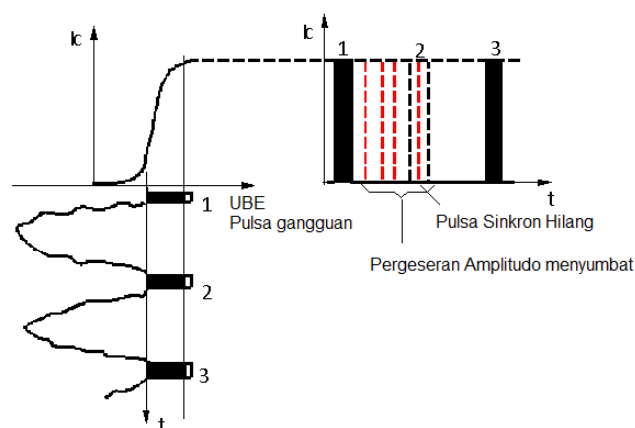 Ic
Ic
1
2
3
t
UBE
Pulsa gangguan
1
2
3
t
Pulsa Sinkron Hilang
Pergeseran Amplitudo menyumbat